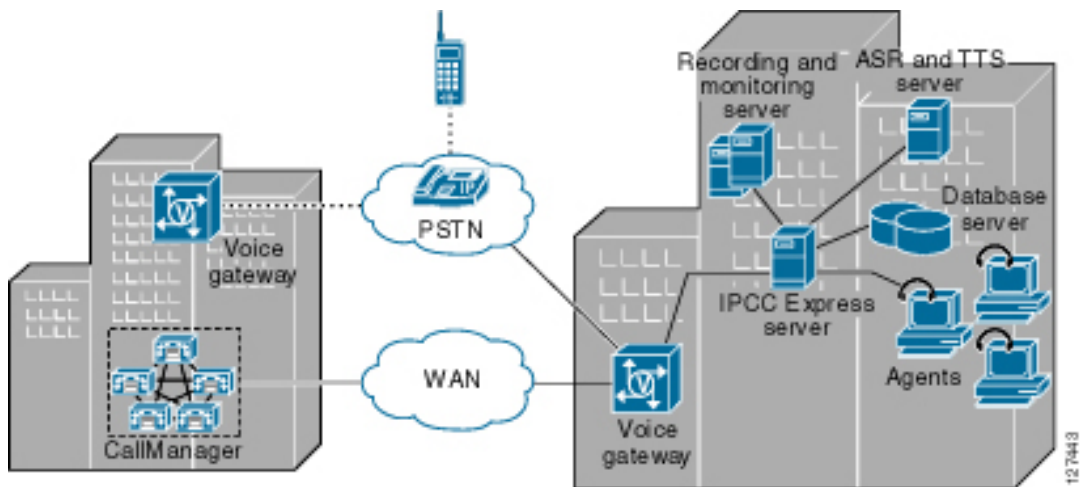 Recording and
monitoring
server
ASR and TTS
server
PSTN
Voice
gateway
Database
server
IPCC Express
server
WAN
Agents
CallManager
Voice
gateway
127443